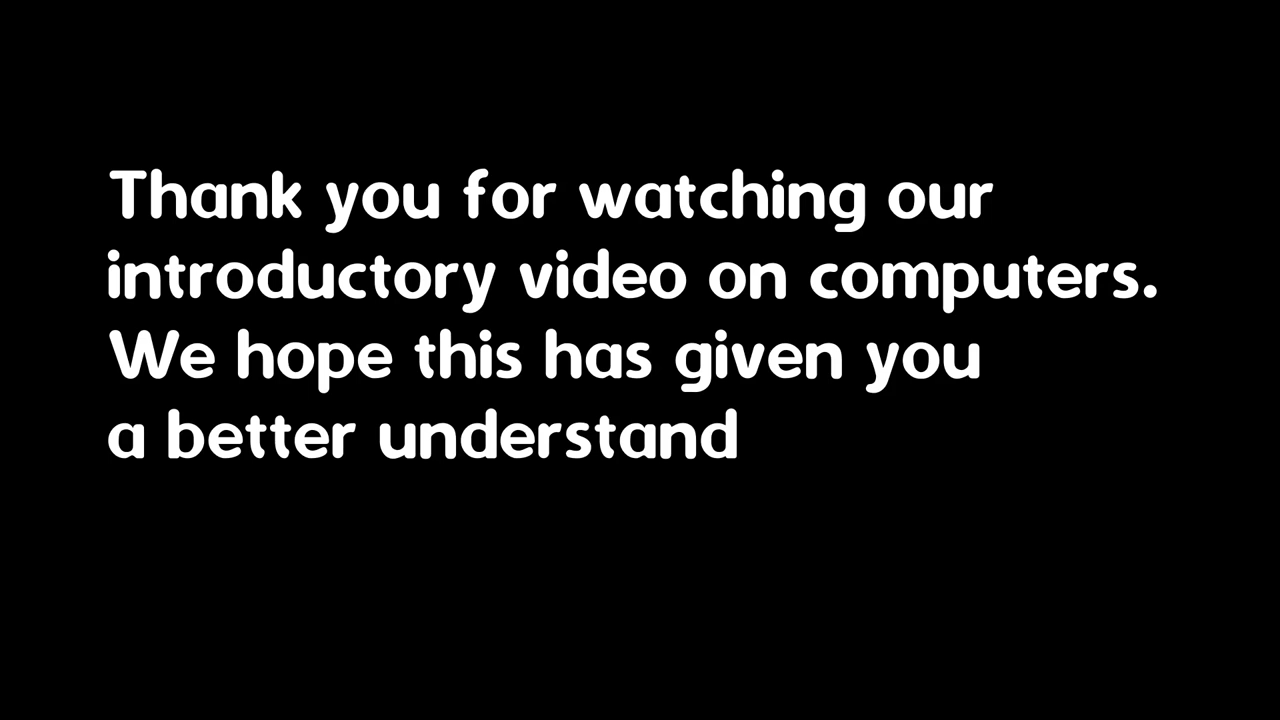 Thank you for watching our
introductory video on computers.
We hope this has given you
a better understand